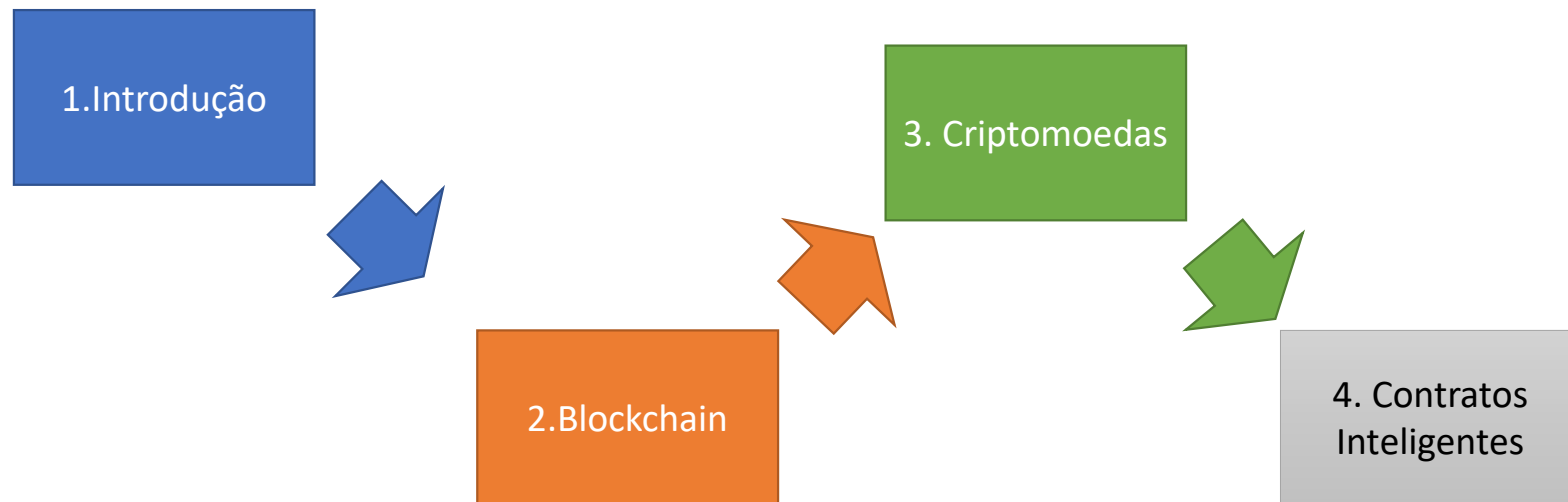 1.Introdução
2.Blockchain
3. Criptomoedas
4. Contratos
Inteligentes